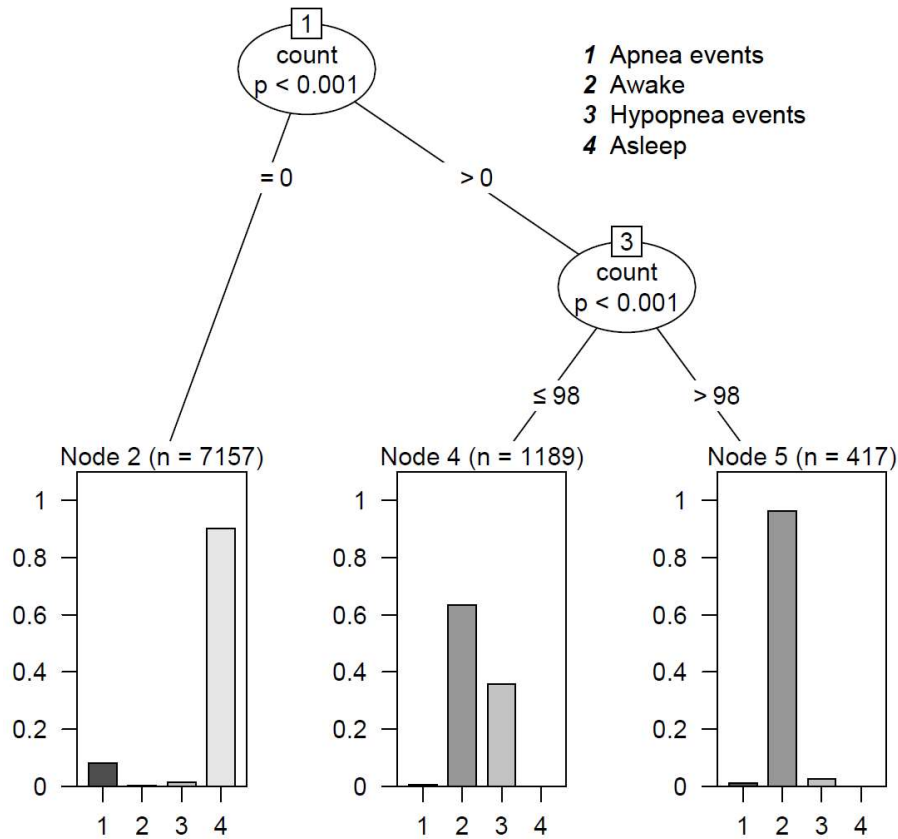 1
count
p < 0.001
1 Apnea events
2 Awake
3 Hypopnea events
4 Asleep
= 0
> 0
3
count
p < 0.001
≤ 98
> 98
Node 2 (n = 7157)
1
0.8
0.6
0.4
0.2
0
1 2 3 4
Node 4 (n = 1189)
1
0.8
0.6
0.4
0.2
0
1 2 3 4
Node 5 (n = 417)
1
0.8
0.6
0.4
0.2
0
1 2 3 4